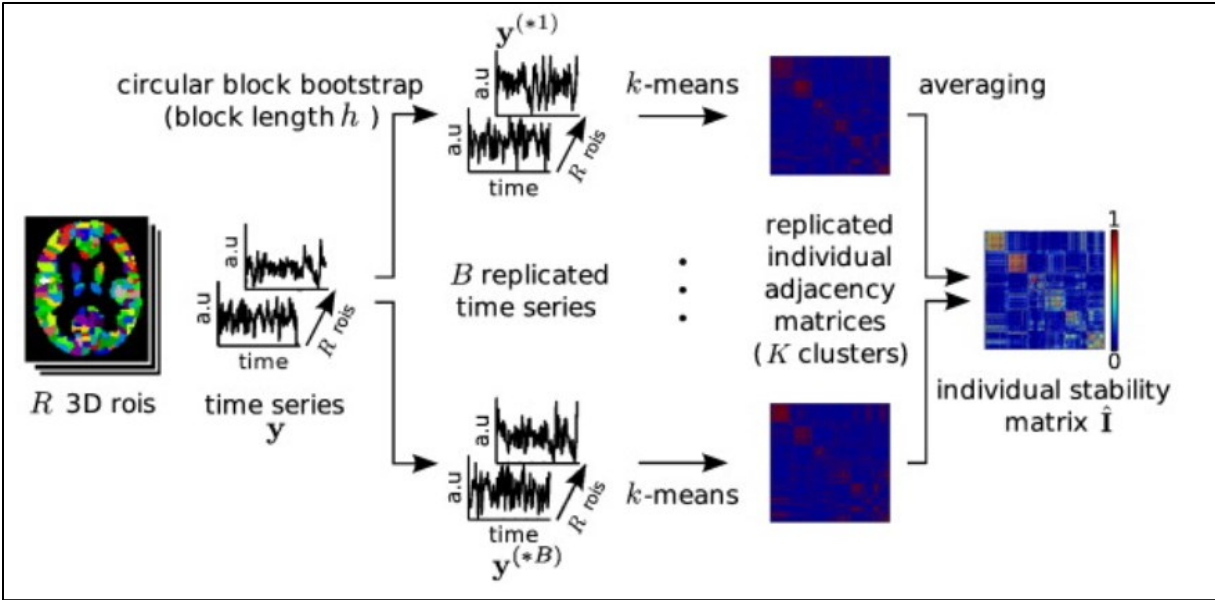 circular block bootstrap
(block length h )
y(*1)
a.u
a.u
time
R rois
k-means
averaging
R 3D rois
a.u
a.u
time
R rois
time series
y
B replicated
time series
replicated
individual
adjacency
matrices
(K clusters)
1
0
individual stability
matrix Î
a.u
a.u
time
R rois
y(*B)
k-means